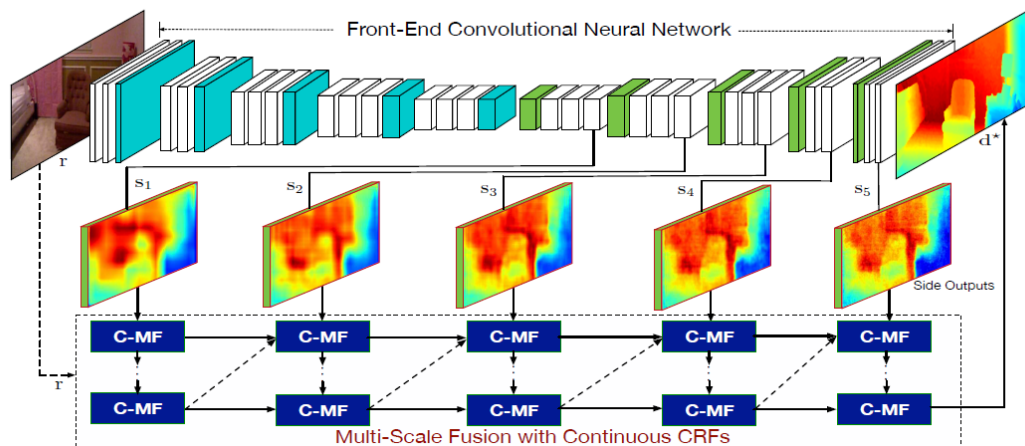 Front-End Convolutional Neural Network
r
d*
s1
s2
s3
s4
s5
Side Outputs
C-MF
C-MF
C-MF
C-MF
C-MF
r
C-MF
C-MF
C-MF
C-MF
C-MF
Multi-Scale Fusion with Continuous CRFs